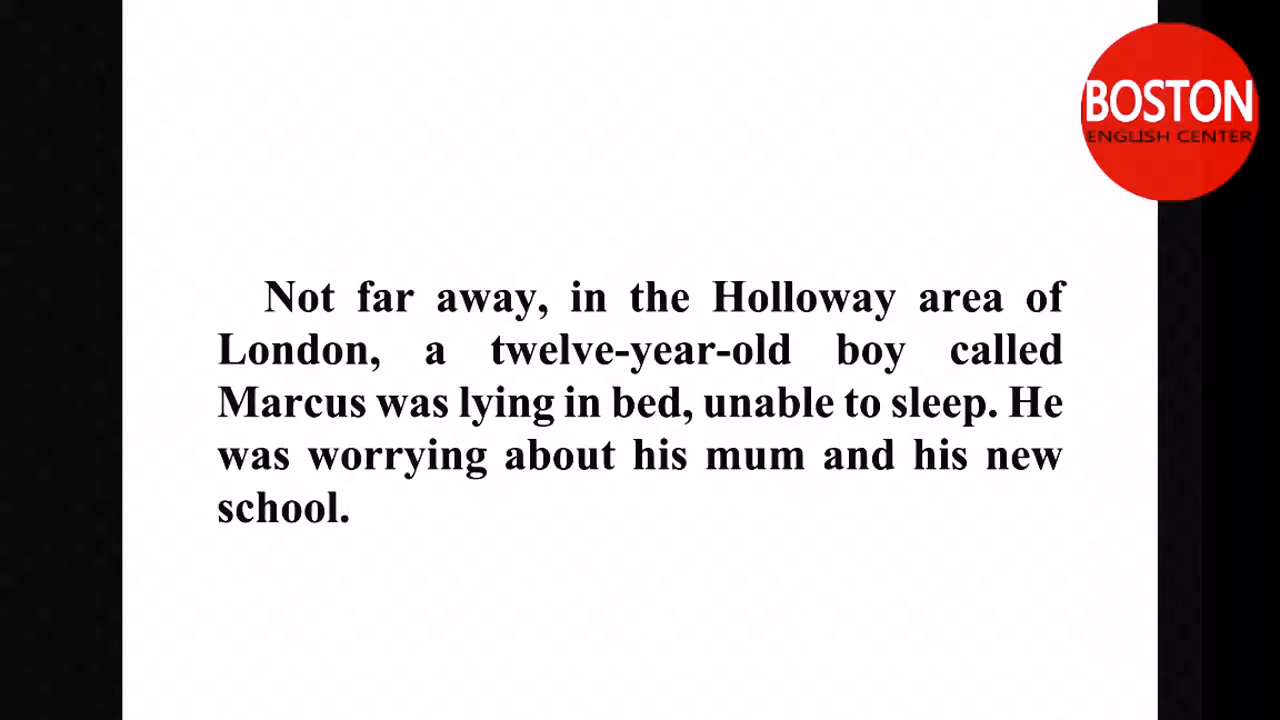 BOSTON
ENGLISH CENTER
Not far away, in the Holloway area of
London, a twelve-year-old boy called
Marcus was lying in bed, unable to sleep. He
was worrying about his mum and his new
school.